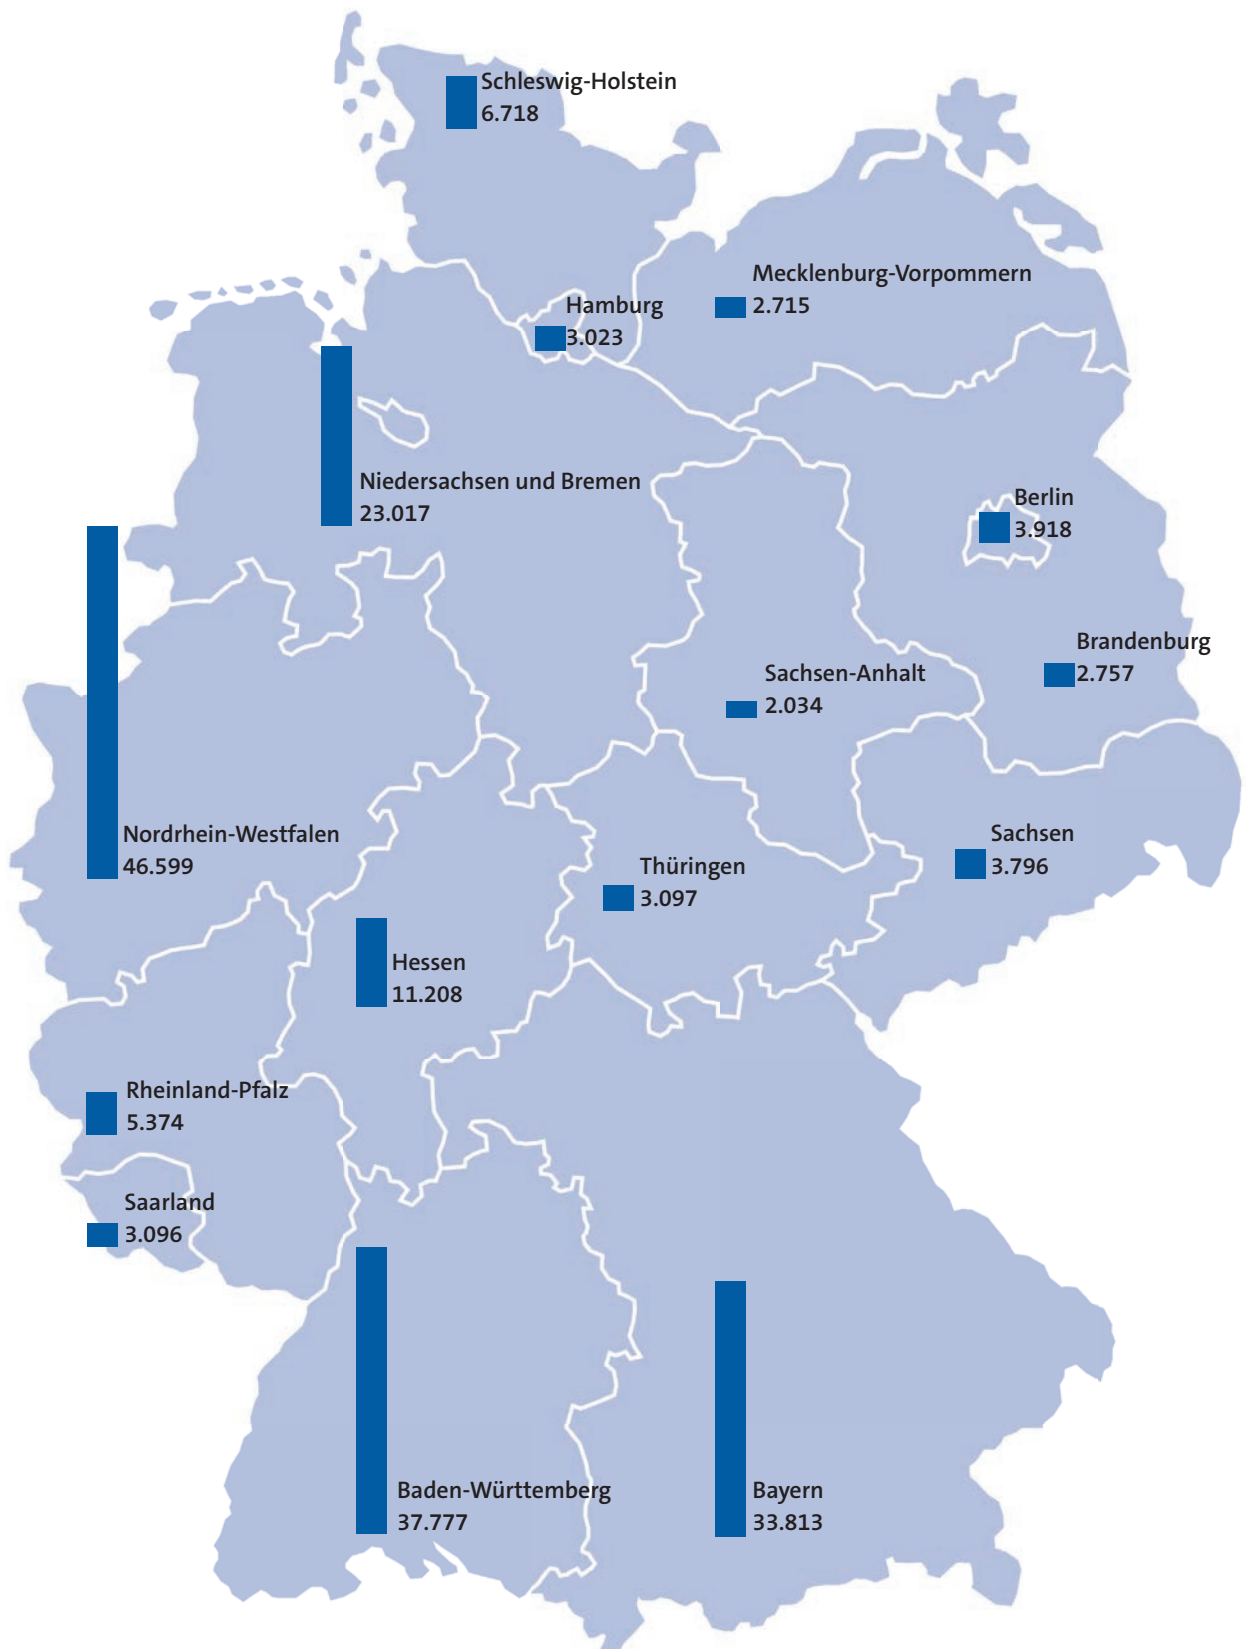 Schleswig-Holstein
6.718
Mecklenburg-Vorpommern
2.715
Hamburg
3.023
Niedersachsen und Bremen
23.017
Berlin
3.918
Brandenburg
2.757
Sachsen-Anhalt
2.034
Nordrhein-Westfalen
46.599
Sachsen
3.796
Thüringen
3.097
Hessen
11.208
Rheinland-Pfalz
5.374
Saarland
3.096
Baden-Württemberg
37.777
Bayern
33.813